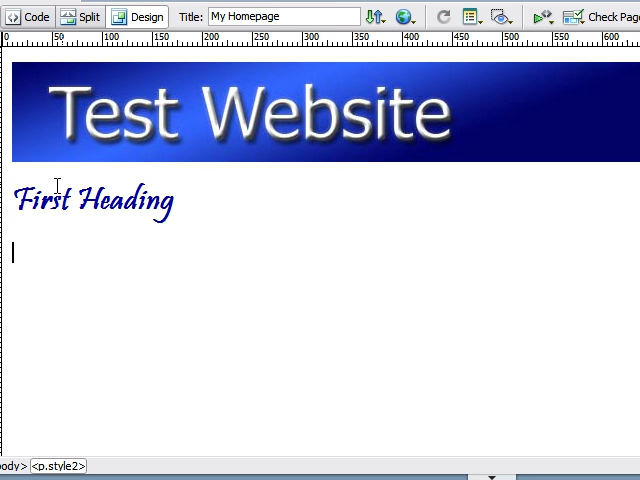 Code Split Design Title: My Homepage Check Page
0 50 100 150 200 250 300 350 400 450 500 550 600
Test Website
First Heading
ody> <p.style2>